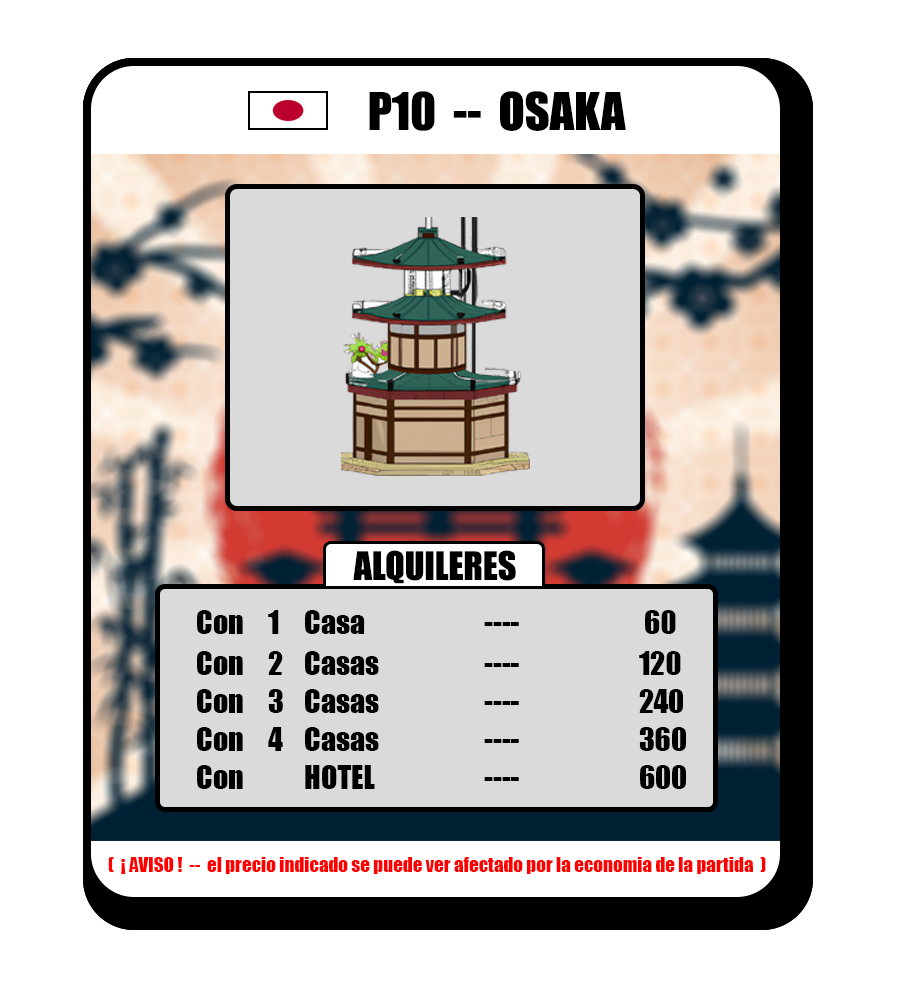 P10 -- OSAKA
ALQUILERES
Con 1 Casa ---- 60
Con 2 Casas ---- 120
Con 3 Casas ---- 240
Con 4 Casas ---- 360
Con HOTEL ---- 600
( ¡ AVISO ! -- el precio indicado se puede ver afectado por la economia de la partida )